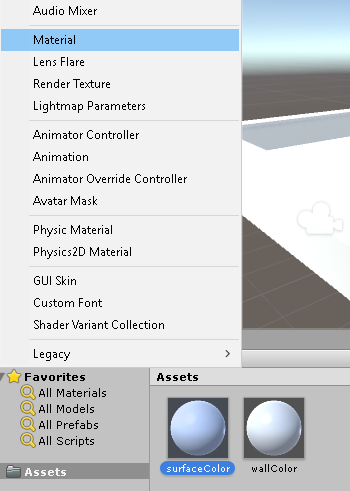 Audio Mixer
Material
Lens Flare
Render Texture
Lightmap Parameters
Animator Controller
Animation
Animator Override Controller
Avatar Mask
Physic Material
Physics2D Material
GUI Skin
Custom Font
Shader Variant Collection
Legacy
Favorites
All Materials
All Models
All Prefabs
All Scripts
Assets
Assets
surfaceColor
wallColor